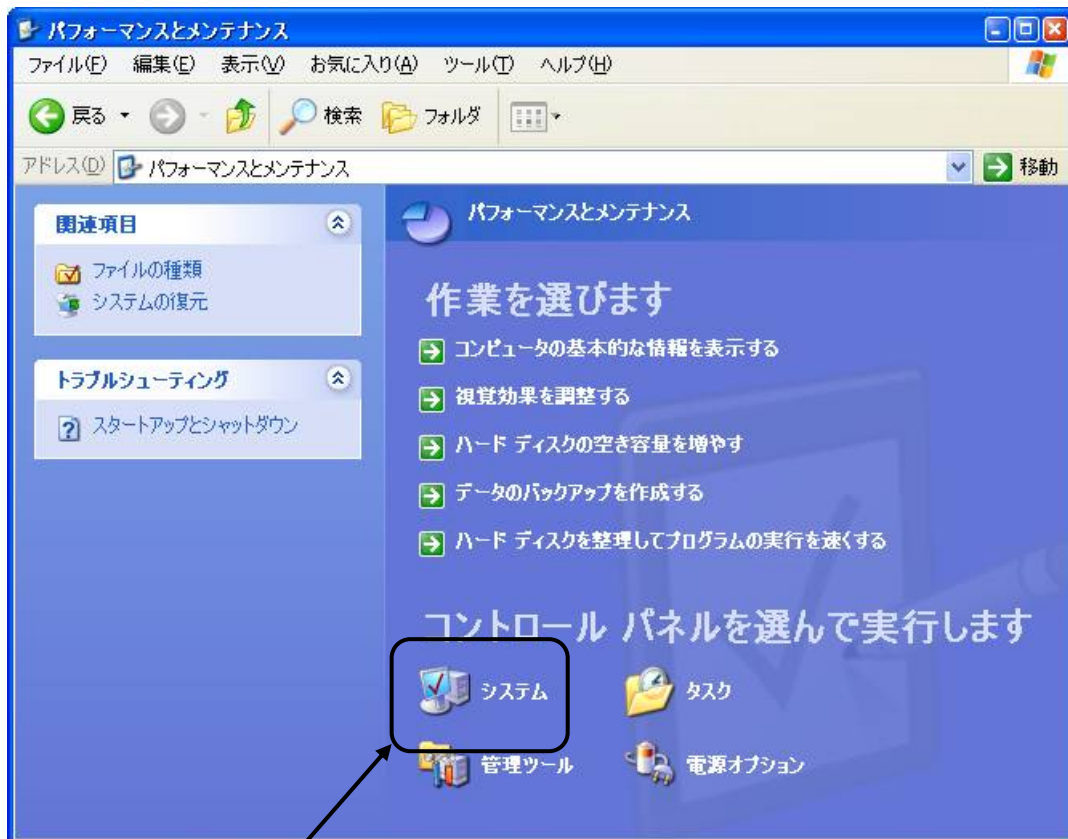 パフォーマンスとメンテナンス
ファイル(F) 編集(E) 表示(V) お気に入り(A) ツール(T) ヘルプ(H)
戻る 検索 フォルダ
アドレス(D) パフォーマンスとメンテナンス 移動
関連項目
ファイルの種類
システムの復元
トラブルシューティング
スタートアップとシャットダウン
パフォーマンスとメンテナンス
作業を選びます
コンピュータの基本的な情報を表示する
視覚効果を調整する
ハード ディスクの空き容量を増やす
データのバックアップを作成する
ハード ディスクを整理してプログラムの実行を速くする
コントロール パネルを選んで実行します
システム タスク
管理ツール 電源オプション